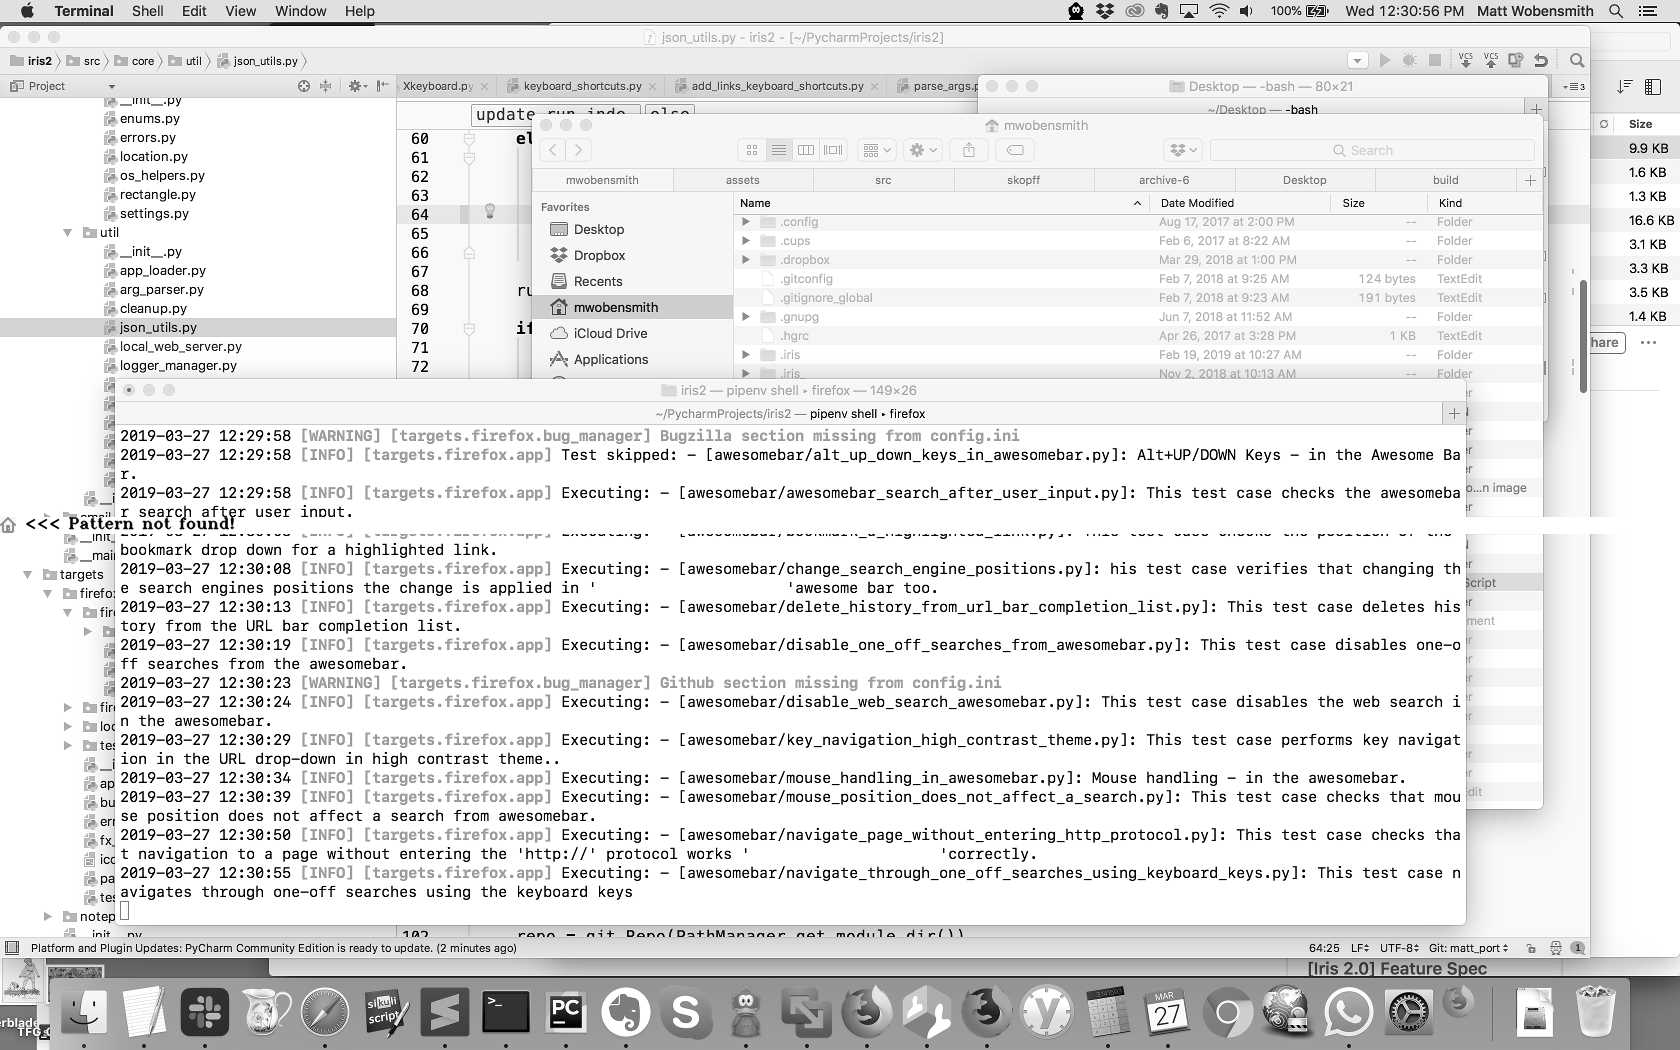 Terminal Shell Edit View Window Help 100% Wed 12:30:56 PM Matt Wobensmith
json_utils.py - iris2 - [~/PycharmProjects/iris2]
iris2 src core util json_utils.py
Project
Xkeyboard.py keyboard_shortcuts.py add_links_keyboard_shortcuts.py parse_args.p
__init__.py
enums.py
errors.py
location.py
os_helpers.py
rectangle.py
settings.py
util
__init__.py
app_loader.py
arg_parser.py
cleanup.py
json_utils.py
local_web_server.py
logger_manager.py
targets
firefo
notep
60 el
61
62
63
64
65
66
67
68 ru
69
70 if
71
72
Desktop — -bash — 80×21
~/Desktop — -bash
mwobensmith
Search
mwobensmith assets src skopff archive-6 Desktop build
Favorites
Desktop
Dropbox
Recents
mwobensmith
iCloud Drive
Applications
Name Date Modified Size Kind
.config Aug 17, 2017 at 2:00 PM -- Folder
.cups Feb 6, 2017 at 8:22 AM -- Folder
.dropbox Mar 29, 2018 at 1:00 PM -- Folder
.gitconfig Feb 7, 2018 at 9:25 AM 124 bytes TextEdit
.gitignore_global Feb 7, 2018 at 9:23 AM 191 bytes TextEdit
.gnupg Jun 7, 2018 at 11:52 AM -- Folder
.hgrc Apr 26, 2017 at 3:28 PM 1 KB TextEdit
.iris Feb 19, 2019 at 10:27 AM -- Folder
.iris_ Nov 2, 2018 at 10:13 AM -- Folder
Size
9.9 KB
1.6 KB
1.3 KB
16.6 KB
3.1 KB
3.3 KB
3.5 KB
1.4 KB
hare
iris2 — pipenv shell ▸ firefox — 149×26
~/PycharmProjects/iris2 — pipenv shell ▸ firefox
2019-03-27 12:29:58 [WARNING] [targets.firefox.bug_manager] Bugzilla section missing from config.ini
2019-03-27 12:29:58 [INFO] [targets.firefox.app] Test skipped: - [awesomebar/alt_up_down_keys_in_awesomebar.py]: Alt+UP/DOWN Keys - in the Awesome Ba
r.
2019-03-27 12:29:58 [INFO] [targets.firefox.app] Executing: - [awesomebar/awesomebar_search_after_user_input.py]: This test case checks the awesomeba
r search after user input.
<<< Pattern not found!
bookmark drop down for a highlighted link.
2019-03-27 12:30:08 [INFO] [targets.firefox.app] Executing: - [awesomebar/change_search_engine_positions.py]: his test case verifies that changing th
e search engines positions the change is applied in ' 'awesome bar too.
2019-03-27 12:30:13 [INFO] [targets.firefox.app] Executing: - [awesomebar/delete_history_from_url_bar_completion_list.py]: This test case deletes his
tory from the URL bar completion list.
2019-03-27 12:30:19 [INFO] [targets.firefox.app] Executing: - [awesomebar/disable_one_off_searches_from_awesomebar.py]: This test case disables one-o
ff searches from the awesomebar.
2019-03-27 12:30:23 [WARNING] [targets.firefox.bug_manager] Github section missing from config.ini
2019-03-27 12:30:24 [INFO] [targets.firefox.app] Executing: - [awesomebar/disable_web_search_awesomebar.py]: This test case disables the web search i
n the awesomebar.
2019-03-27 12:30:29 [INFO] [targets.firefox.app] Executing: - [awesomebar/key_navigation_high_contrast_theme.py]: This test case performs key navigat
ion in the URL drop-down in high contrast theme..
2019-03-27 12:30:34 [INFO] [targets.firefox.app] Executing: - [awesomebar/mouse_handling_in_awesomebar.py]: Mouse handling - in the awesomebar.
2019-03-27 12:30:39 [INFO] [targets.firefox.app] Executing: - [awesomebar/mouse_position_does_not_affect_a_search.py]: This test case checks that mou
se position does not affect a search from awesomebar.
2019-03-27 12:30:50 [INFO] [targets.firefox.app] Executing: - [awesomebar/navigate_page_without_entering_http_protocol.py]: This test case checks tha
t navigation to a page without entering the 'http://' protocol works ' 'correctly.
2019-03-27 12:30:55 [INFO] [targets.firefox.app] Executing: - [awesomebar/navigate_through_one_off_searches_using_keyboard_keys.py]: This test case n
avigates through one-off searches using the keyboard keys
o...n image
Script
ment
Platform and Plugin Updates: PyCharm Community Edition is ready to update. (2 minutes ago) 64:25 LF UTF-8 Git: matt_port 1
[Iris 2.0] Feature Spec
sikuli
script
PC
MAR
27